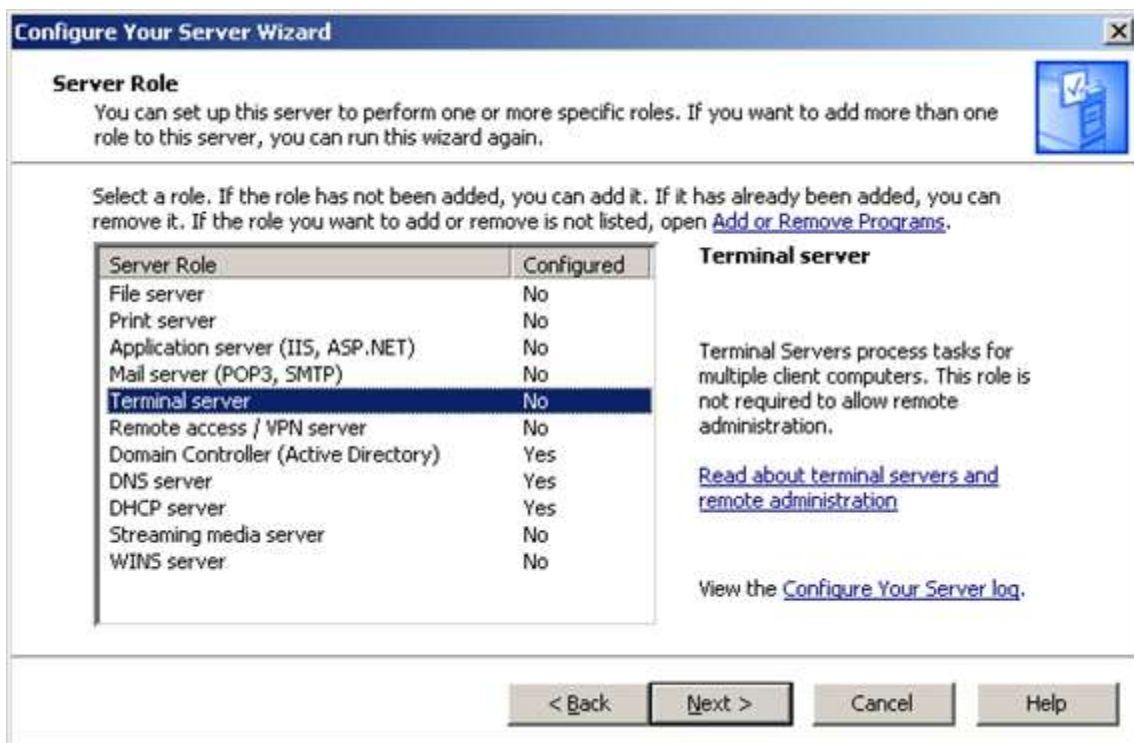 Configure Your Server Wizard
Server Role
You can set up this server to perform one or more specific roles. If you want to add more than one
role to this server, you can run this wizard again.
Select a role. If the role has not been added, you can add it. If it has already been added, you can
remove it. If the role you want to add or remove is not listed, open Add or Remove Programs.
Server Role Configured
File server No
Print server No
Application server (IIS, ASP.NET) No
Mail server (POP3, SMTP) No
Terminal server No
Remote access / VPN server No
Domain Controller (Active Directory) Yes
DNS server Yes
DHCP server Yes
Streaming media server No
WINS server No
Terminal server
Terminal Servers process tasks for
multiple client computers. This role is
not required to allow remote
administration.
Read about terminal servers and
remote administration
View the Configure Your Server log.
< Back Next > Cancel Help